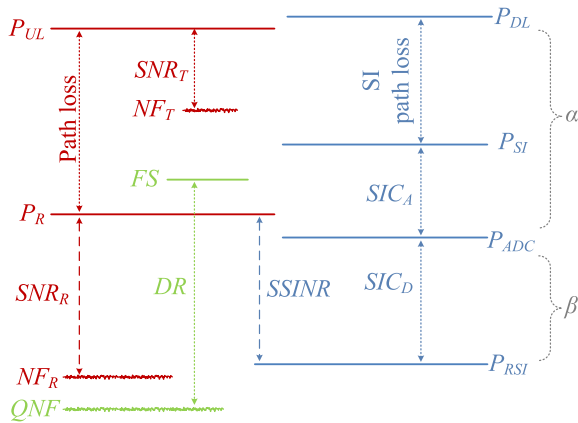 P_UL
P_DL
Path loss
SNR_T
NF_T
SI
path loss
α
P_SI
FS
SIC_A
P_R
P_ADC
SNR_R
DR
SSINR
SIC_D
β
P_RSI
NF_R
QNF